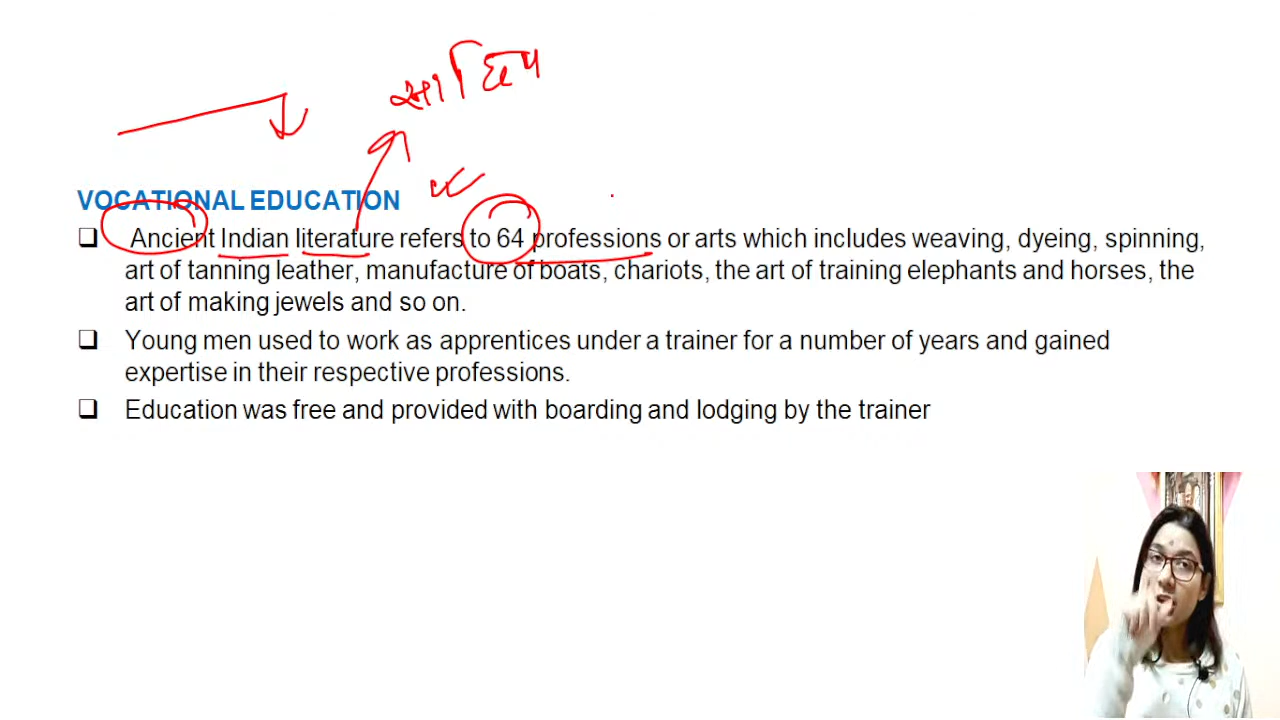 साहित्य
VOCATIONAL EDUCATION
❑ Ancient Indian literature refers to 64 professions or arts which includes weaving, dyeing, spinning,
art of tanning leather, manufacture of boats, chariots, the art of training elephants and horses, the
art of making jewels and so on.
❑ Young men used to work as apprentices under a trainer for a number of years and gained
expertise in their respective professions.
❑ Education was free and provided with boarding and lodging by the trainer